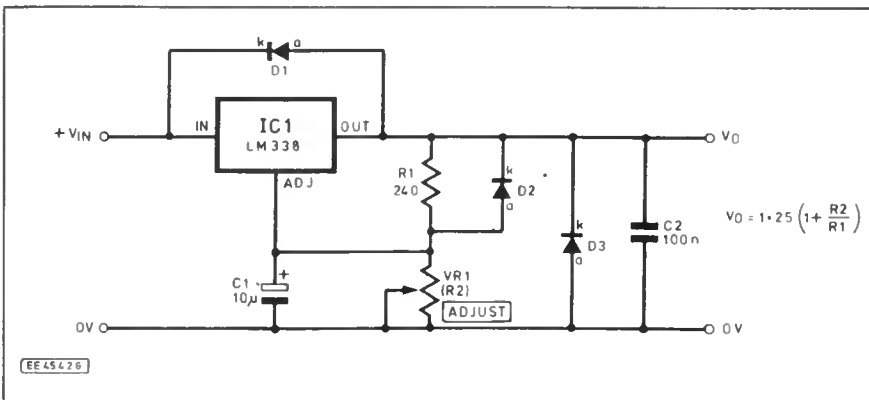 k a
D1
+ VIN
IN
IC1
LM338
OUT
ADJ
VO
R1
240
k
a
D2
k
a
D3
C2
100n
VO = 1·25 (1 + R2/R1)
C1
+
10µ
VR1
(R2)
ADJUST
0V
0V
EE4542G